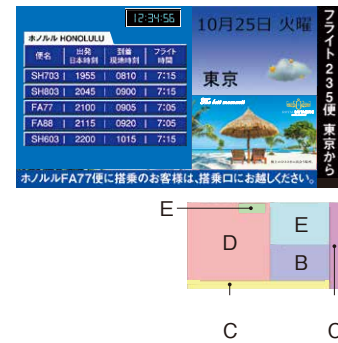 12:34:56
ホノルル HONOLULU
便名 出発 日本時刻 到着 現地時刻 フライト 時間
SH703 1955 0810 7:15
SH803 2045 0900 7:15
FA77 2100 0905 7:05
FA88 2115 0920 7:05
SH603 2200 1015 7:15
10月25日 火曜
東京
The best moments
フライト235便 東京から
ホノルルFA77便に搭乗のお客様は、搭乗口にお越しください。
E
D
E
B
C
C